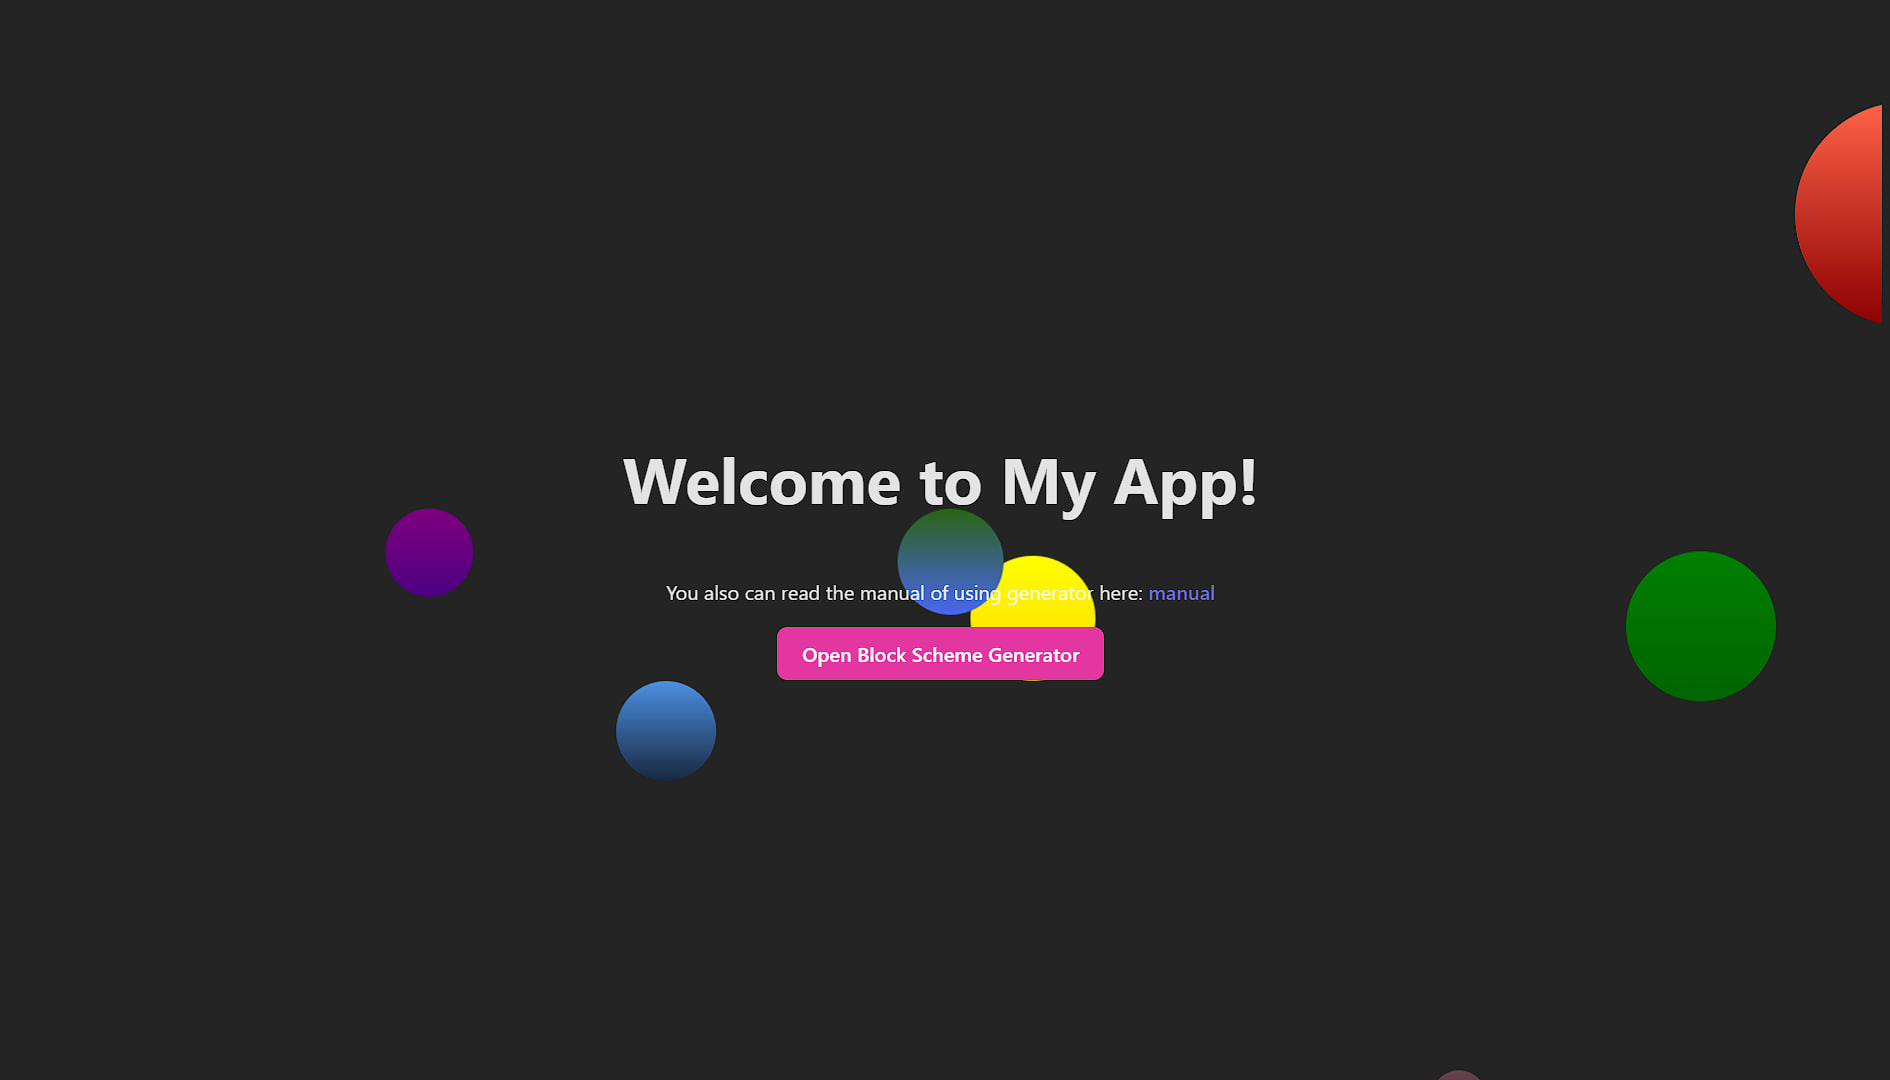 Welcome to My App!
You also can read the manual of using generator here: manual
Open Block Scheme Generator